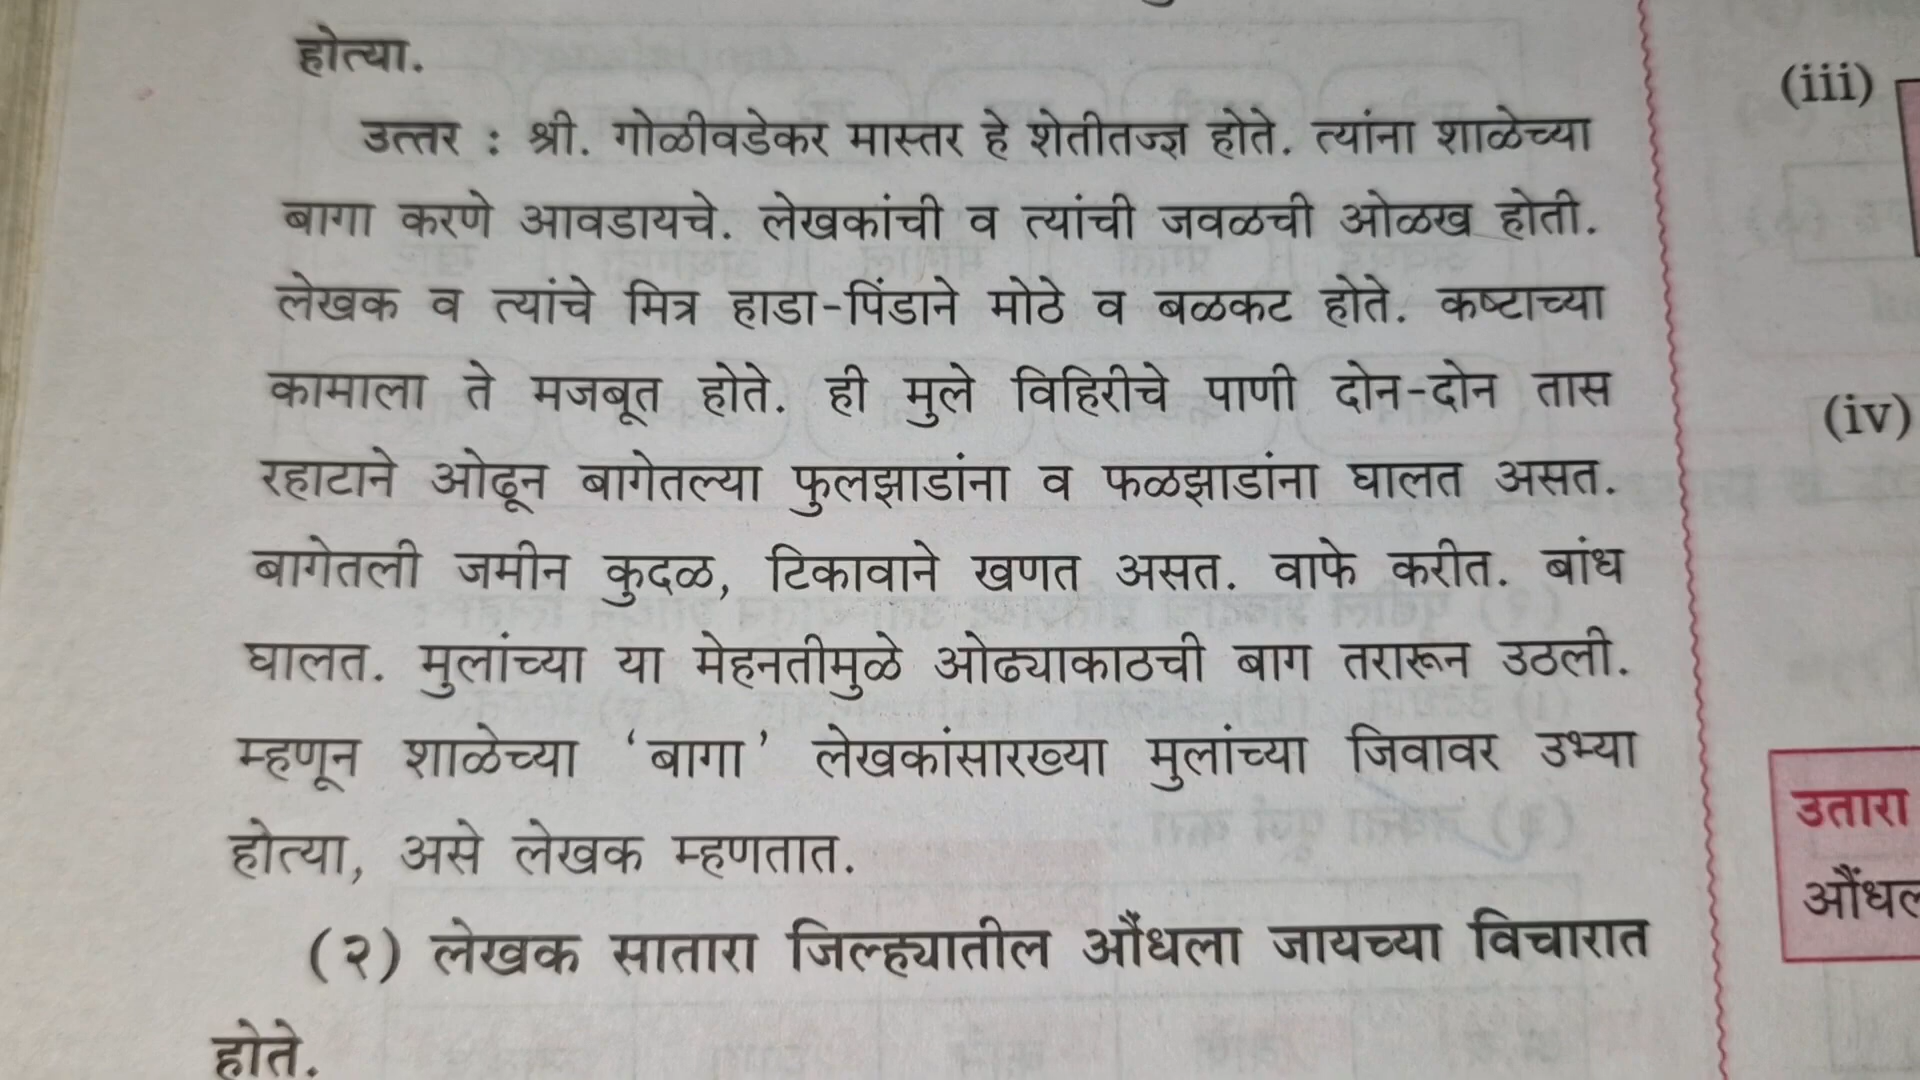 होत्या.
उत्तर : श्री. गोळीवडेकर मास्तर हे शेतीतज्ज्ञ होते. त्यांना शाळेच्या
बागा करणे आवडायचे. लेखकांची व त्यांची जवळची ओळख होती.
लेखक व त्यांचे मित्र हाडा-पिंडाने मोठे व बळकट होते. कष्टाच्या
कामाला ते मजबूत होते. ही मुले विहिरीचे पाणी दोन-दोन तास
रहाटाने ओढून बागेतल्या फुलझाडांना व फळझाडांना घालत असत.
बागेतली जमीन कुदळ, टिकावाने खणत असत. वाफे करीत. बांध
घालत. मुलांच्या या मेहनतीमुळे ओढ्याकाठची बाग तरारून उठली.
म्हणून शाळेच्या ‘बागा’ लेखकांसारख्या मुलांच्या जिवावर उभ्या
होत्या, असे लेखक म्हणतात.
(२) लेखक सातारा जिल्ह्यातील औंधला जायच्या विचारात
होते.
(iii)
(iv)
उतारा